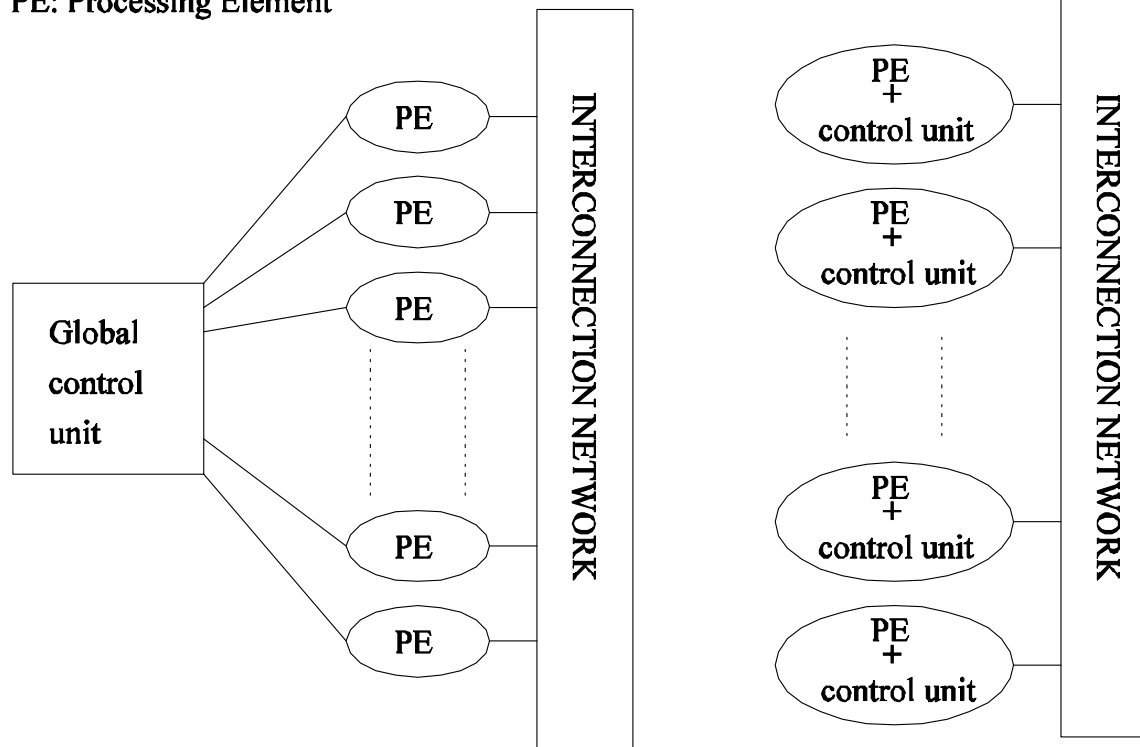 PE: Processing Element
PE
PE
PE
Global
control
unit
PE
PE
INTERCONNECTION NETWORK
PE
+
control unit
PE
+
control unit
PE
+
control unit
PE
+
control unit
INTERCONNECTION NETWORK